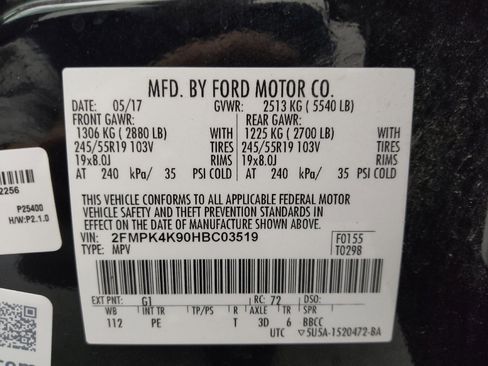 MFD. BY FORD MOTOR CO.
DATE: 05/17 GVWR: 2513 KG ( 5540 LB)
FRONT GAWR: REAR GAWR:
1306 KG ( 2880 LB) 1225 KG ( 2700 LB)
245/55R19 103V TIRES 245/55R19 103V TIRES
19x8.0J RIMS 19x8.0J RIMS
AT 240 kPa/ 35 PSI COLD AT 240 kPa/ 35 PSI COLD
THIS VEHICLE CONFORMS TO ALL APPLICABLE FEDERAL MOTOR
VEHICLE SAFETY AND THEFT PREVENTION STANDARDS IN
EFFECT ON THE DATE OF MANUFACTURE SHOWN ABOVE.
VIN: 2FMPK4K90HBC03519 F0155
TYPE: MPV T0298
EXT PNT: G1 RC: 72 DSO:
WB INT TR TP/PS R AXLE TR SPR
112 PE T 3D 6 BBCC
UTC ▽5U5A-1520472-BA
2256
P25400
H/W:P2.1.0
.com